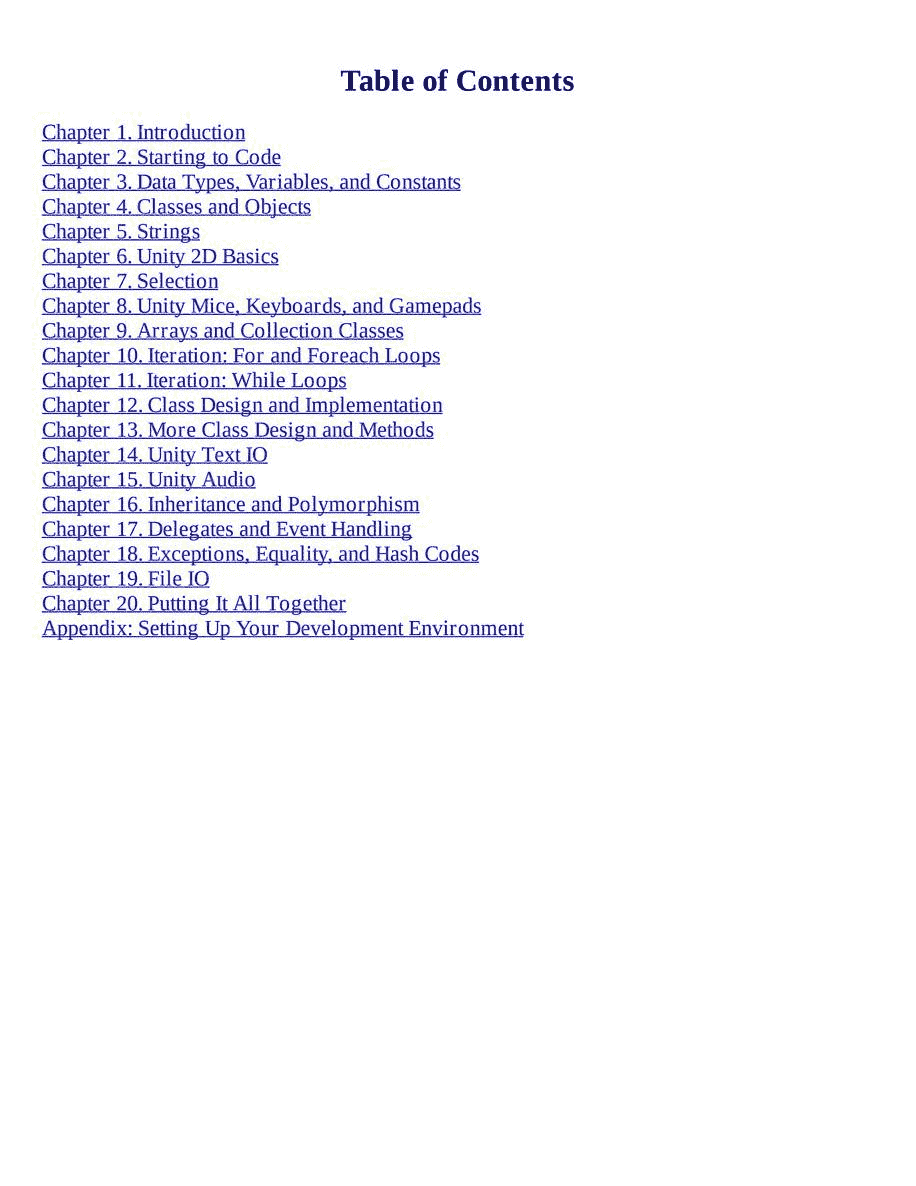 Table of Contents
Chapter 1. Introduction
Chapter 2. Starting to Code
Chapter 3. Data Types, Variables, and Constants
Chapter 4. Classes and Objects
Chapter 5. Strings
Chapter 6. Unity 2D Basics
Chapter 7. Selection
Chapter 8. Unity Mice, Keyboards, and Gamepads
Chapter 9. Arrays and Collection Classes
Chapter 10. Iteration: For and Foreach Loops
Chapter 11. Iteration: While Loops
Chapter 12. Class Design and Implementation
Chapter 13. More Class Design and Methods
Chapter 14. Unity Text IO
Chapter 15. Unity Audio
Chapter 16. Inheritance and Polymorphism
Chapter 17. Delegates and Event Handling
Chapter 18. Exceptions, Equality, and Hash Codes
Chapter 19. File IO
Chapter 20. Putting It All Together
Appendix: Setting Up Your Development Environment